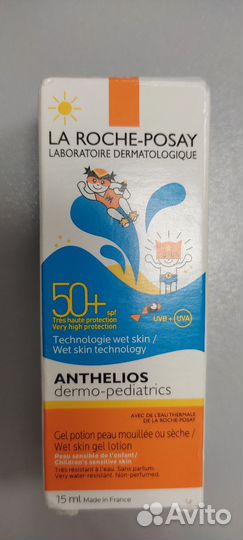 LA ROCHE-POSAY
LABORATOIRE DERMATOLOGIQUE
50+ spf
Très haute protection
Very high protection
UVB + UVA
Technologie wet skin /
Wet skin technology
ANTHELIOS
dermo-pediatrics
AVEC DE L'EAU THERMALE
DE LA ROCHE-POSAY
Gel potion peau mouillée ou sèche /
Wet skin gel lotion
Peau sensible de l'enfant /
Children's sensitive skin
Très résistant à l'eau. Sans parfum.
Very water-resistant. Non-perfumed.
15 ml Made in France
Avito